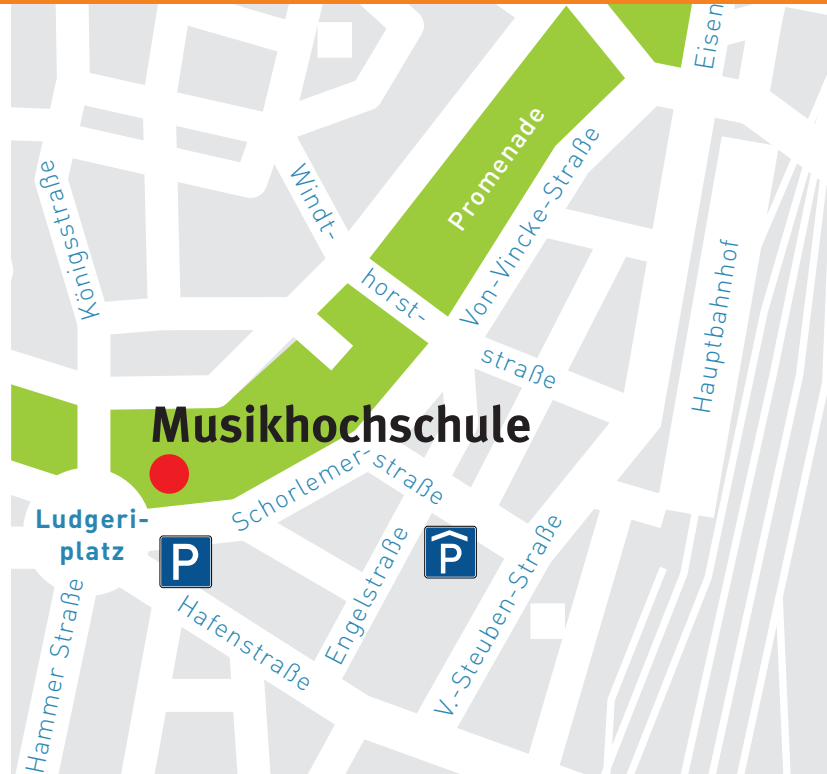 Eisen
Promenade
Von-Vincke-Straße
Windt-
horst-
straße
Königsstraße
Hauptbahnhof
Musikhochschule
Schorlemer-
straße
Ludgeri-
platz
P
P
Engelstraße
V.-Steuben-Straße
Hafenstraße
Hammer Straße